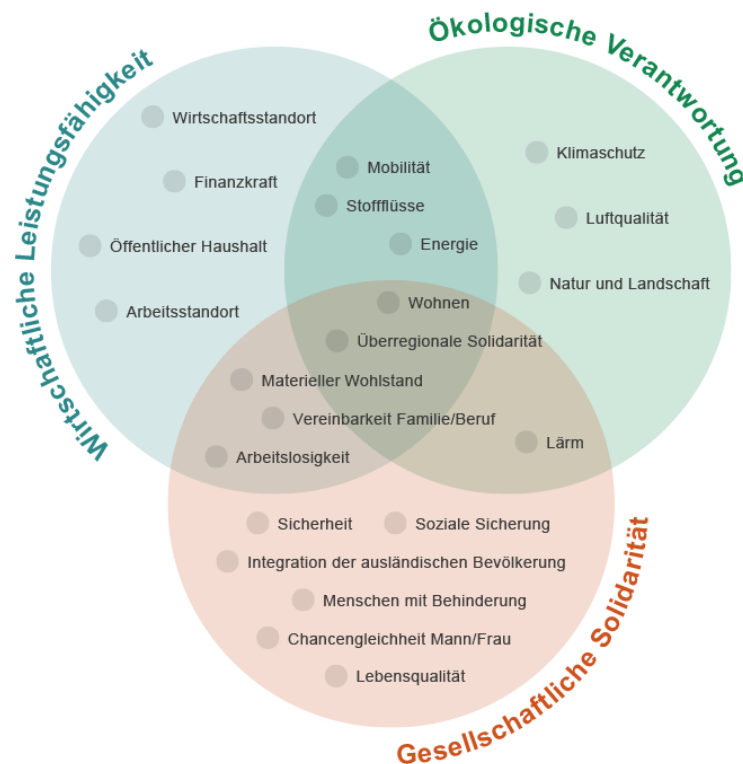 Ökologische Verantwortung
Wirtschaftliche Leistungsfähigkeit
Wirtschaftsstandort
Finanzkraft
Öffentlicher Haushalt
Arbeitsstandort
Mobilität
Stoffflüsse
Energie
Klimaschutz
Luftqualität
Natur und Landschaft
Wohnen
Überregionale Solidarität
Materieller Wohlstand
Vereinbarkeit Familie/Beruf
Arbeitslosigkeit
Lärm
Sicherheit
Soziale Sicherung
Integration der ausländischen Bevölkerung
Menschen mit Behinderung
Chancengleichheit Mann/Frau
Lebensqualität
Gesellschaftliche Solidarität